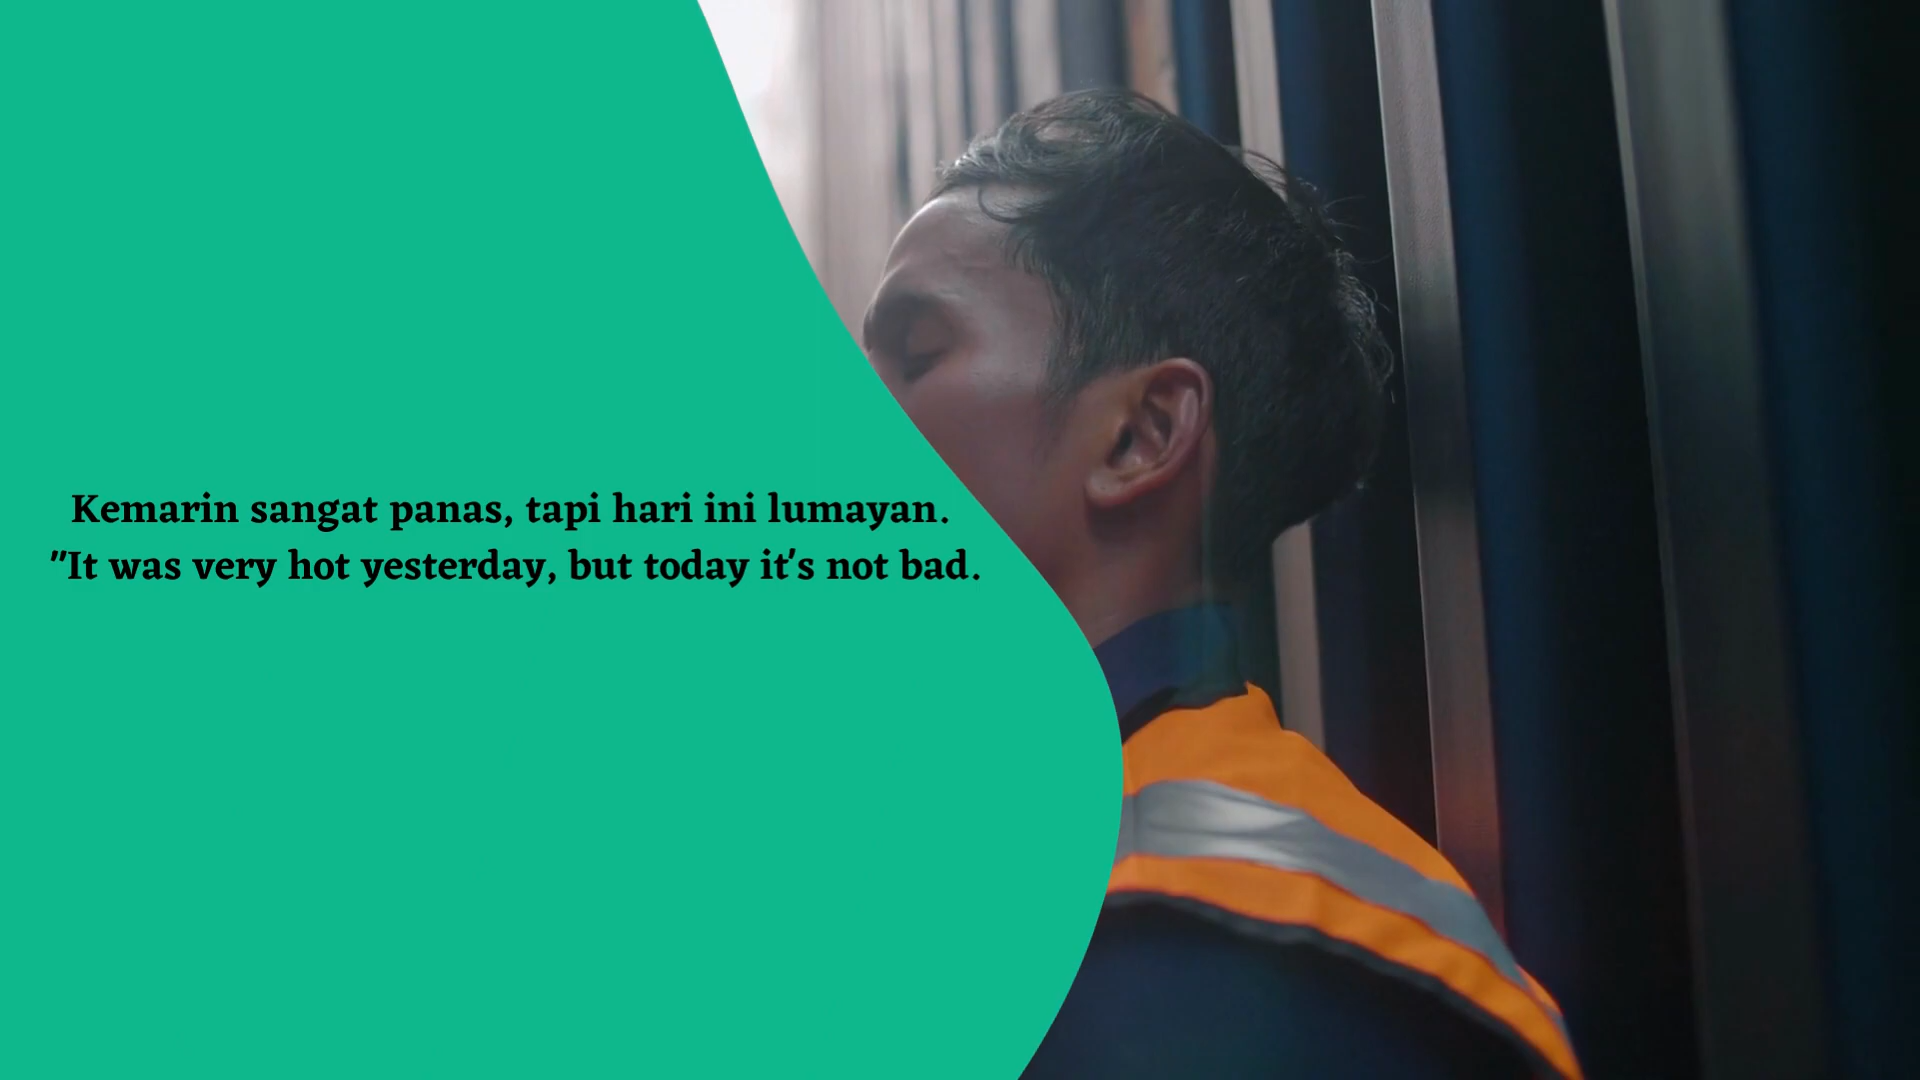 Kemarin sangat panas, tapi hari ini lumayan.
"It was very hot yesterday, but today it's not bad.